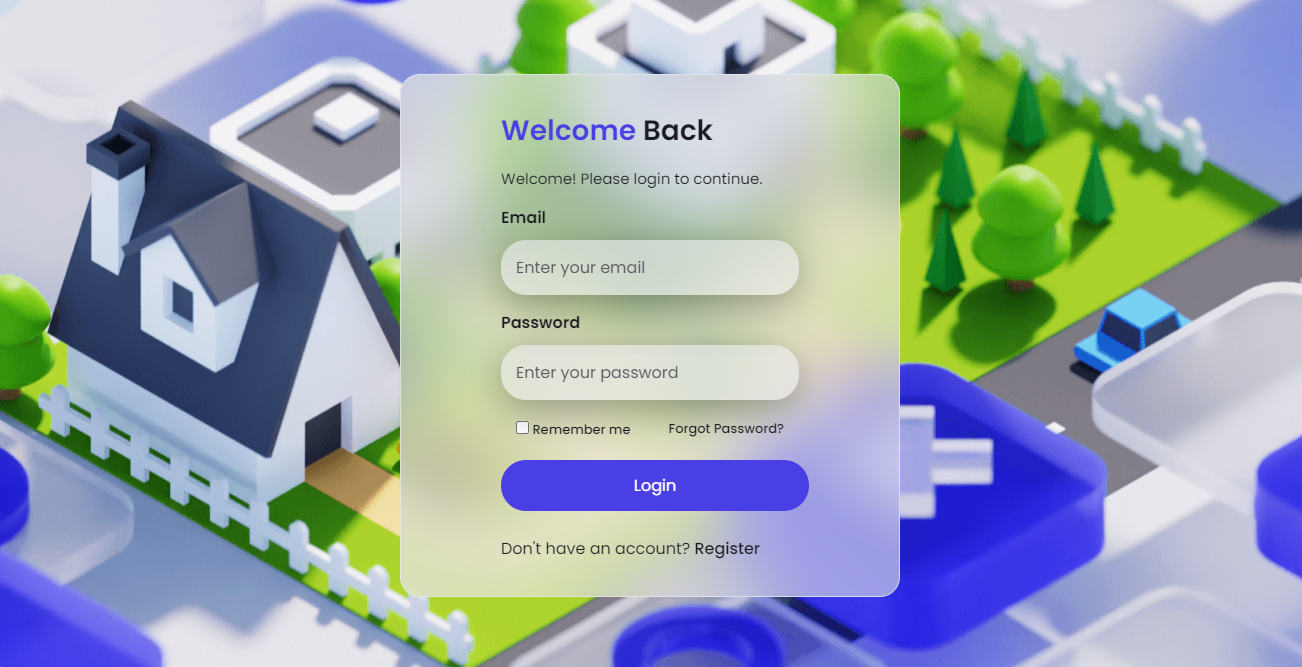 Welcome Back
Welcome! Please login to continue.
Email
Enter your email
Password
Enter your password
Remember me Forgot Password?
Login
Don't have an account? Register